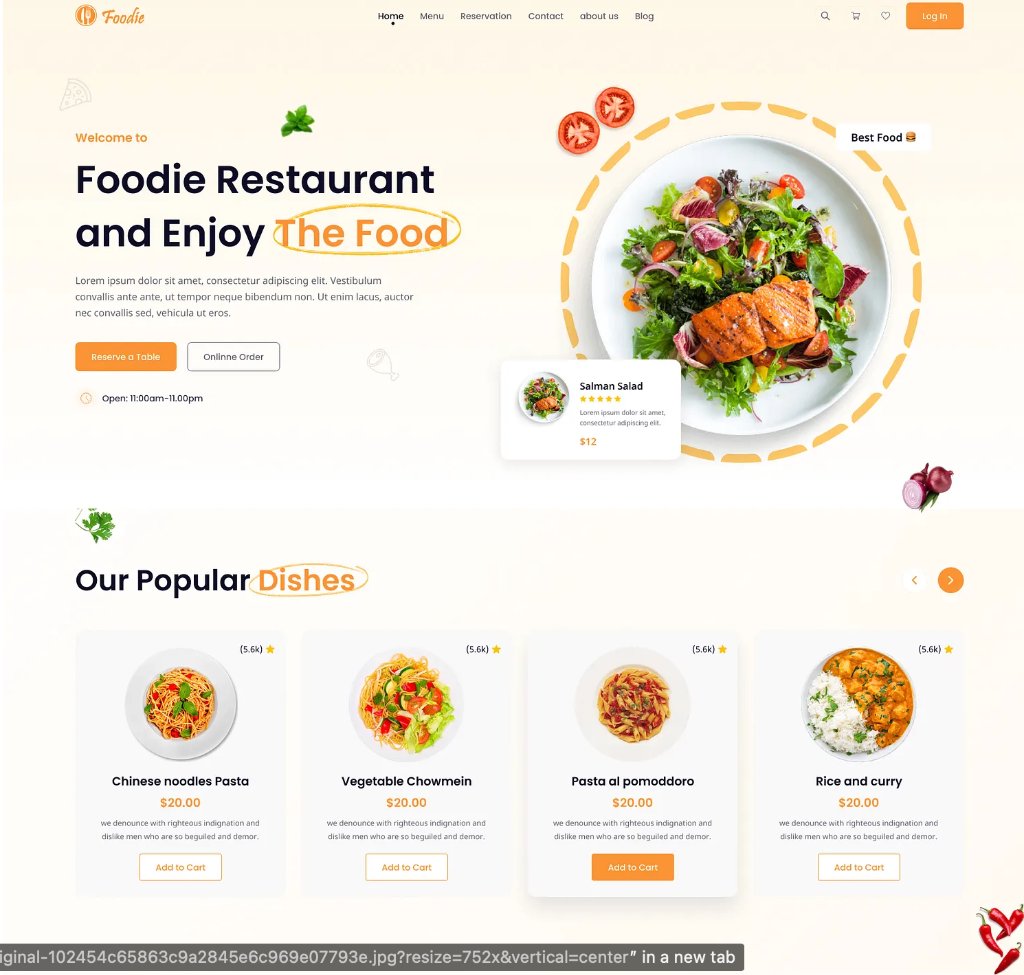 Foodie
Home Menu Reservation Contact about us Blog
Log In
Welcome to
Foodie Restaurant
and Enjoy The Food
Lorem ipsum dolor sit amet, consectetur adipiscing elit. Vestibulum
convallis ante ante, ut tempor neque bibendum non. Ut enim lacus, auctor
nec convallis sed, vehicula ut eros.
Reserve a Table
Onlinne Order
Open: 11:00am-11.00pm
Best Food
Salman Salad
Lorem ipsum dolor sit amet,
consectetur adipiscing elit.
$12
Our Popular Dishes
(5.6k)
Chinese noodles Pasta
$20.00
we denounce with righteous indignation and
dislike men who are so beguiled and demor.
Add to Cart
(5.6k)
Vegetable Chowmein
$20.00
we denounce with righteous indignation and
dislike men who are so beguiled and demor.
Add to Cart
(5.6k)
Pasta al pomoddoro
$20.00
we denounce with righteous indignation and
dislike men who are so beguiled and demor.
Add to Cart
(5.6k)
Rice and curry
$20.00
we denounce with righteous indignation and
dislike men who are so beguiled and demor.
Add to Cart
iginal-102454c65863c9a2845e6c969e07793e.jpg?resize=752x&vertical=center” in a new tab